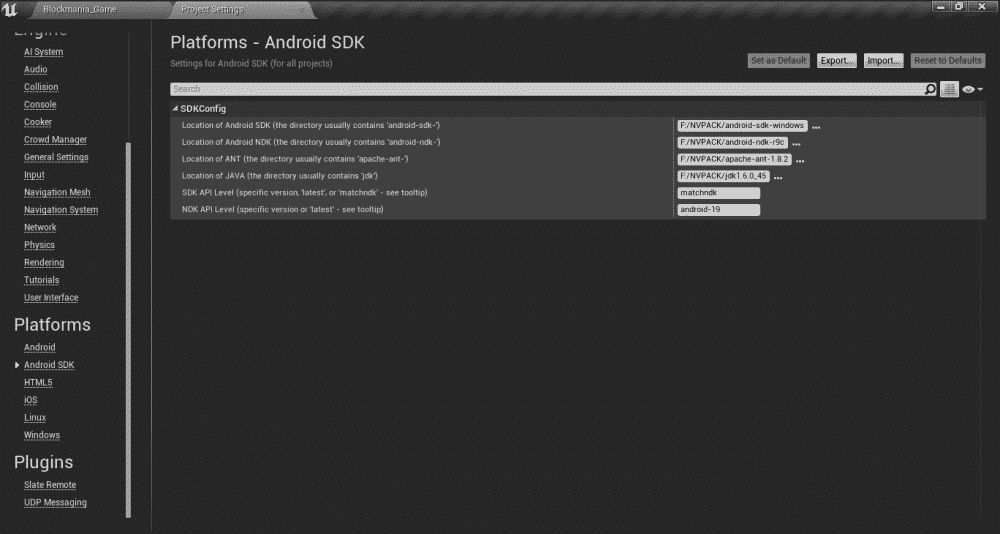 Blockmania_Game
Project Settings
Engine
AI System
Audio
Collision
Console
Cooker
Crowd Manager
General Settings
Input
Navigation Mesh
Navigation System
Network
Physics
Rendering
Tutorials
User Interface
Platforms
Android
Android SDK
HTML5
iOS
Linux
Windows
Plugins
Slate Remote
UDP Messaging
Platforms - Android SDK
Settings for Android SDK (for all projects)
Set as Default Export... Import... Reset to Defaults
Search
SDKConfig
Location of Android SDK (the directory usually contains 'android-sdk-') F:/NVPACK/android-sdk-windows ...
Location of Android NDK (the directory usually contains 'android-ndk-') F:/NVPACK/android-ndk-r9c ...
Location of ANT (the directory usually contains 'apache-ant-') F:/NVPACK/apache-ant-1.8.2 ...
Location of JAVA (the directory usually contains 'jdk') F:/NVPACK/jdk1.6.0_45 ...
SDK API Level (specific version, 'latest', or 'matchndk' - see tooltip) matchndk
NDK API Level (specific version or 'latest' - see tooltip) android-19